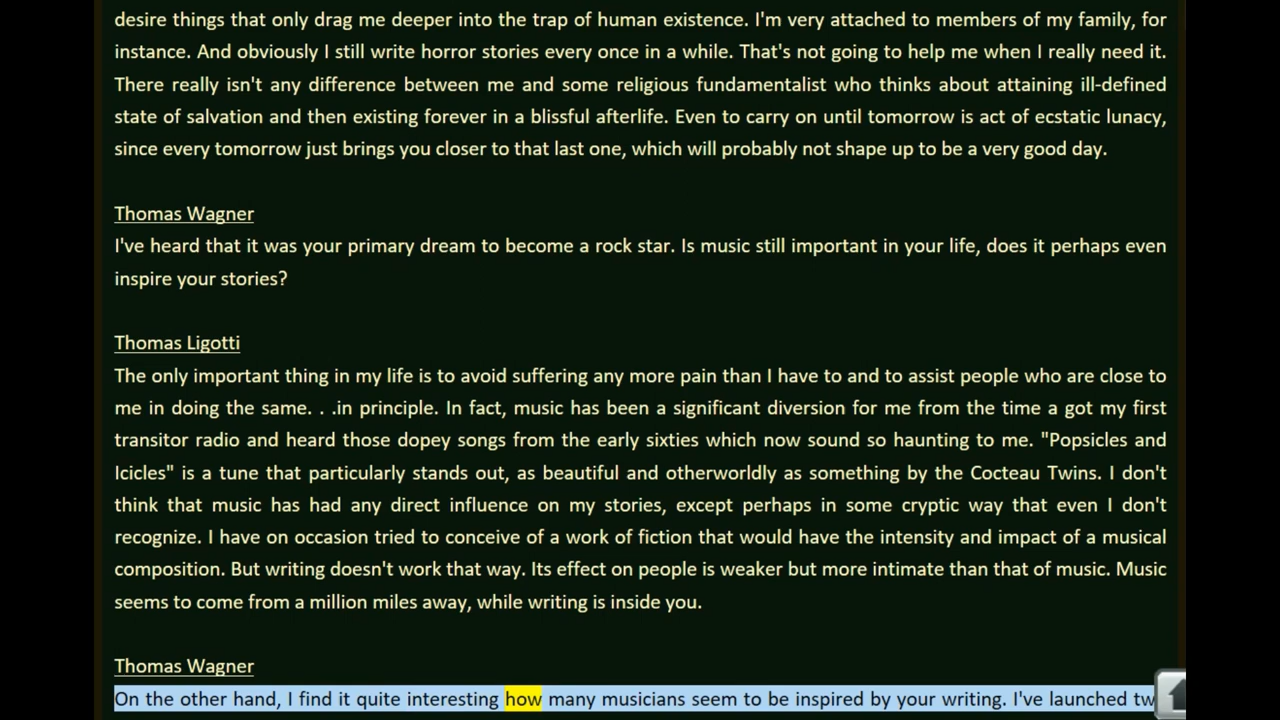 desire things that only drag me deeper into the trap of human existence. I'm very attached to members of my family, for
instance. And obviously I still write horror stories every once in a while. That's not going to help me when I really need it.
There really isn't any difference between me and some religious fundamentalist who thinks about attaining ill-defined
state of salvation and then existing forever in a blissful afterlife. Even to carry on until tomorrow is act of ecstatic lunacy,
since every tomorrow just brings you closer to that last one, which will probably not shape up to be a very good day.
Thomas Wagner
I've heard that it was your primary dream to become a rock star. Is music still important in your life, does it perhaps even
inspire your stories?
Thomas Ligotti
The only important thing in my life is to avoid suffering any more pain than I have to and to assist people who are close to
me in doing the same. . .in principle. In fact, music has been a significant diversion for me from the time a got my first
transitor radio and heard those dopey songs from the early sixties which now sound so haunting to me. "Popsicles and
Icicles" is a tune that particularly stands out, as beautiful and otherworldly as something by the Cocteau Twins. I don't
think that music has had any direct influence on my stories, except perhaps in some cryptic way that even I don't
recognize. I have on occasion tried to conceive of a work of fiction that would have the intensity and impact of a musical
composition. But writing doesn't work that way. Its effect on people is weaker but more intimate than that of music. Music
seems to come from a million miles away, while writing is inside you.
Thomas Wagner
On the other hand, I find it quite interesting how many musicians seem to be inspired by your writing. I've launched